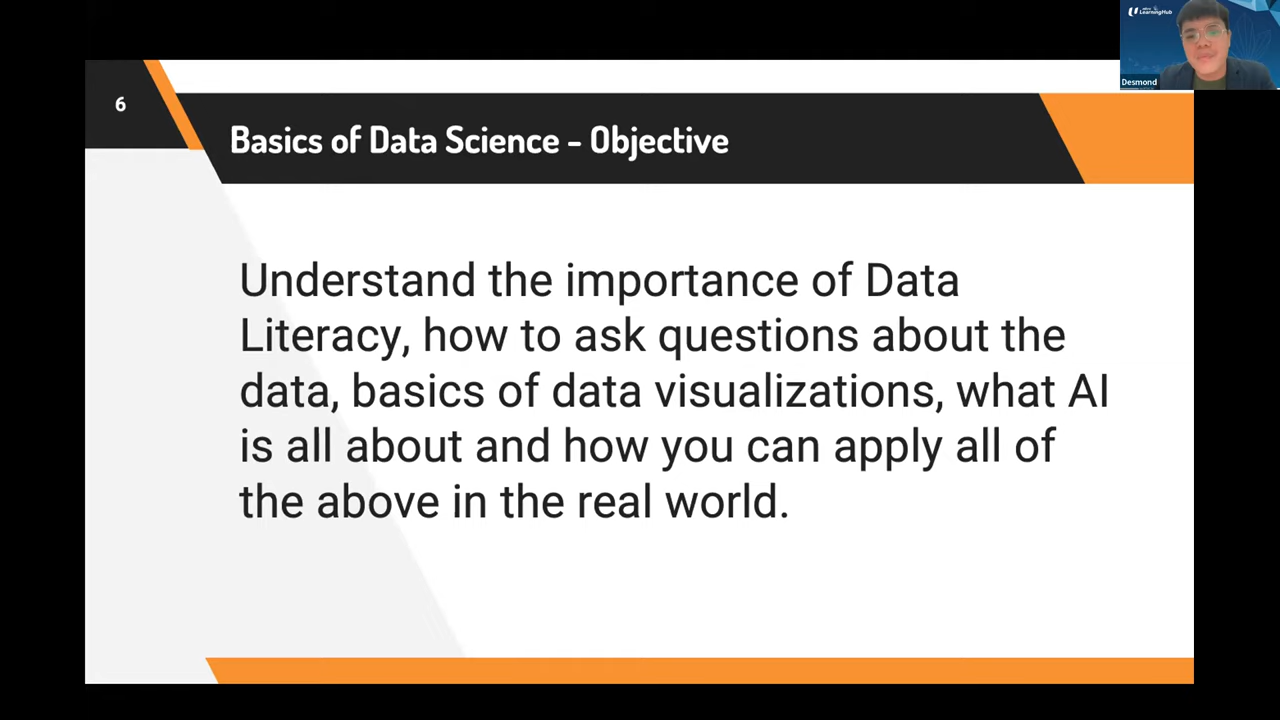 6
Basics of Data Science - Objective
Understand the importance of Data
Literacy, how to ask questions about the
data, basics of data visualizations, what AI
is all about and how you can apply all of
the above in the real world.
LearningHub
Desmond